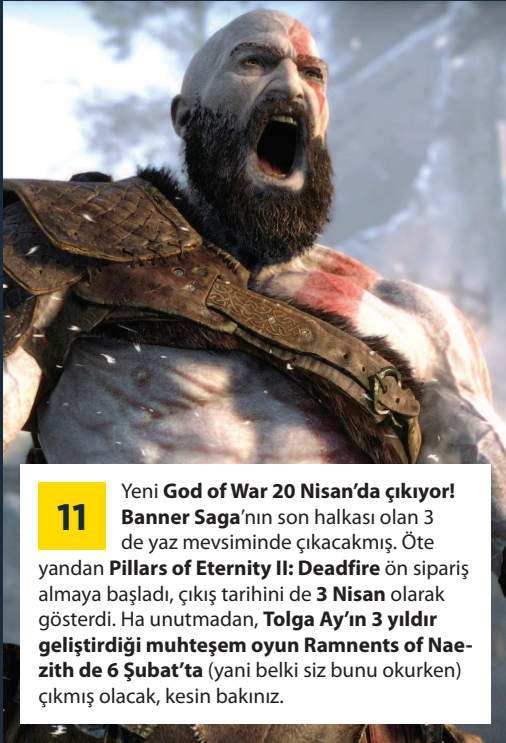 11
Yeni God of War 20 Nisan’da çıkıyor!
Banner Saga’nın son halkası olan 3
de yaz mevsiminde çıkacakmış. Öte
yandan Pillars of Eternity II: Deadfire ön sipariş
almaya başladı, çıkış tarihini de 3 Nisan olarak
gösterdi. Ha unutmadan, Tolga Ay’ın 3 yıldır
geliştirdiği muhteşem oyun Ramnents of Nae-
zith de 6 Şubat’ta (yani belki siz bunu okurken)
çıkmış olacak, kesin bakınız.